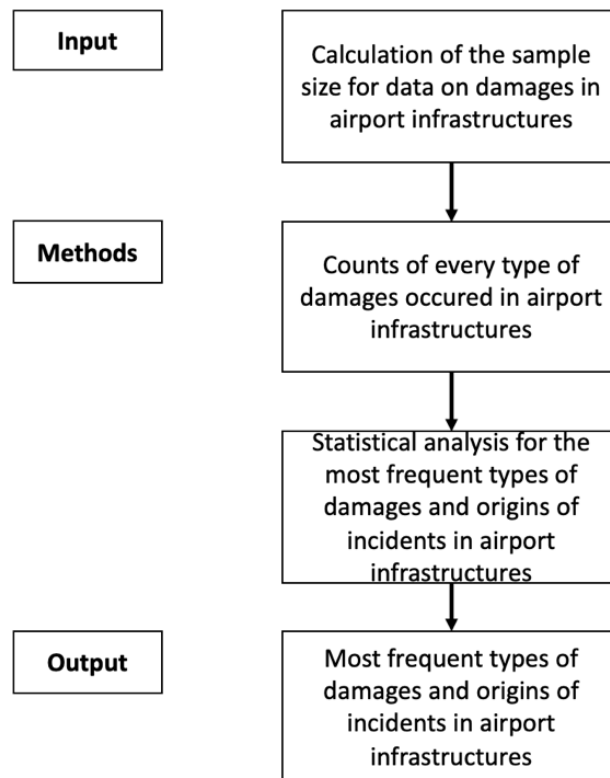 Input
Calculation of the sample
size for data on damages in
airport infrastructures
Methods
Counts of every type of
damages occured in airport
infrastructures
Statistical analysis for the
most frequent types of
damages and origins of
incidents in airport
infrastructures
Output
Most frequent types of
damages and origins of
incidents in airport
infrastructures